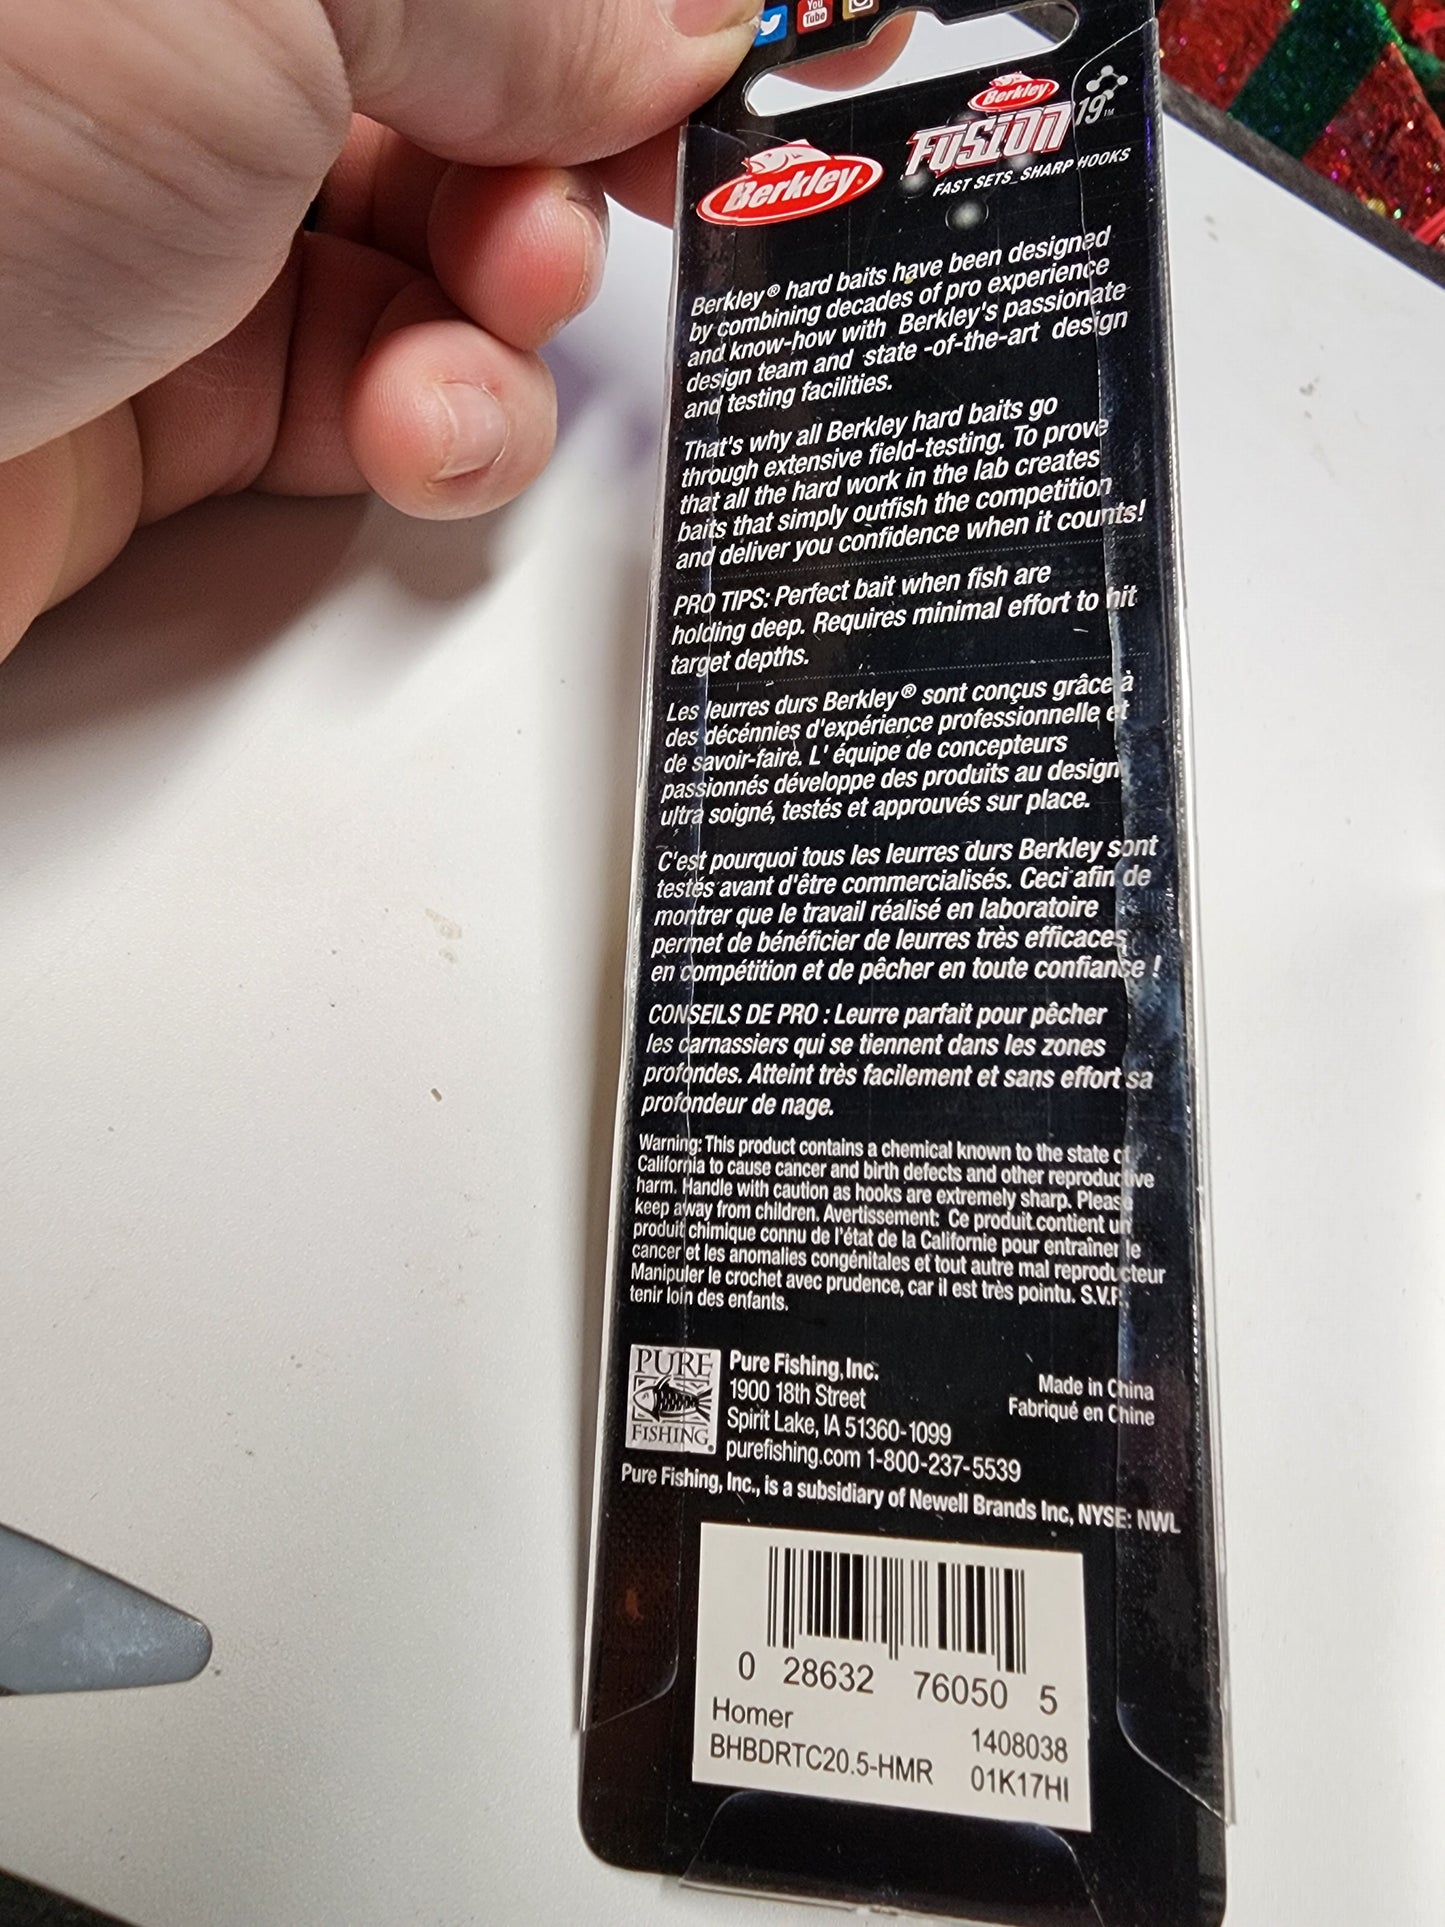 You
Tube
Berkley
Fusion 19™
FAST SETS_SHARP HOOKS
Berkley®
Berkley® hard baits have been designed
by combining decades of pro experience
and know-how with Berkley's passionate
design team and state -of-the-art design
and testing facilities.
That's why all Berkley hard baits go
through extensive field-testing. To prove
that all the hard work in the lab creates
baits that simply outfish the competition
and deliver you confidence when it counts!
PRO TIPS: Perfect bait when fish are
holding deep. Requires minimal effort to hit
target depths.
Les leurres durs Berkley® sont conçus grâce à
des décénnies d'expérience professionnelle et
de savoir-faire. L' équipe de concepteurs
passionnés développe des produits au design
ultra soigné, testés et approuvés sur place.
C'est pourquoi tous les leurres durs Berkley sont
testés avant d'être commercialisés. Ceci afin de
montrer que le travail réalisé en laboratoire
permet de bénéficier de leurres très efficaces
en compétition et de pêcher en toute confiance !
CONSEILS DE PRO : Leurre parfait pour pêcher
les carnassiers qui se tiennent dans les zones
profondes. Atteint très facilement et sans effort sa
profondeur de nage.
Warning: This product contains a chemical known to the state of
California to cause cancer and birth defects and other reproductive
harm. Handle with caution as hooks are extremely sharp. Please
keep away from children. Avertissement: Ce produit contient un
produit chimique connu de l'état de la Californie pour entraîner le
cancer et les anomalies congénitales et tout autre mal reproducteur
Manipuler le crochet avec prudence, car il est très pointu. S.V.P.
tenir loin des enfants.
PURE
FISHING
Pure Fishing, Inc.
1900 18th Street
Spirit Lake, IA 51360-1099
purefishing.com 1-800-237-5539
Made in China
Fabriqué en Chine
Pure Fishing, Inc., is a subsidiary of Newell Brands Inc, NYSE: NWL
0 28632 76050 5
Homer 1408038
BHBDRTC20.5-HMR 01K17HI